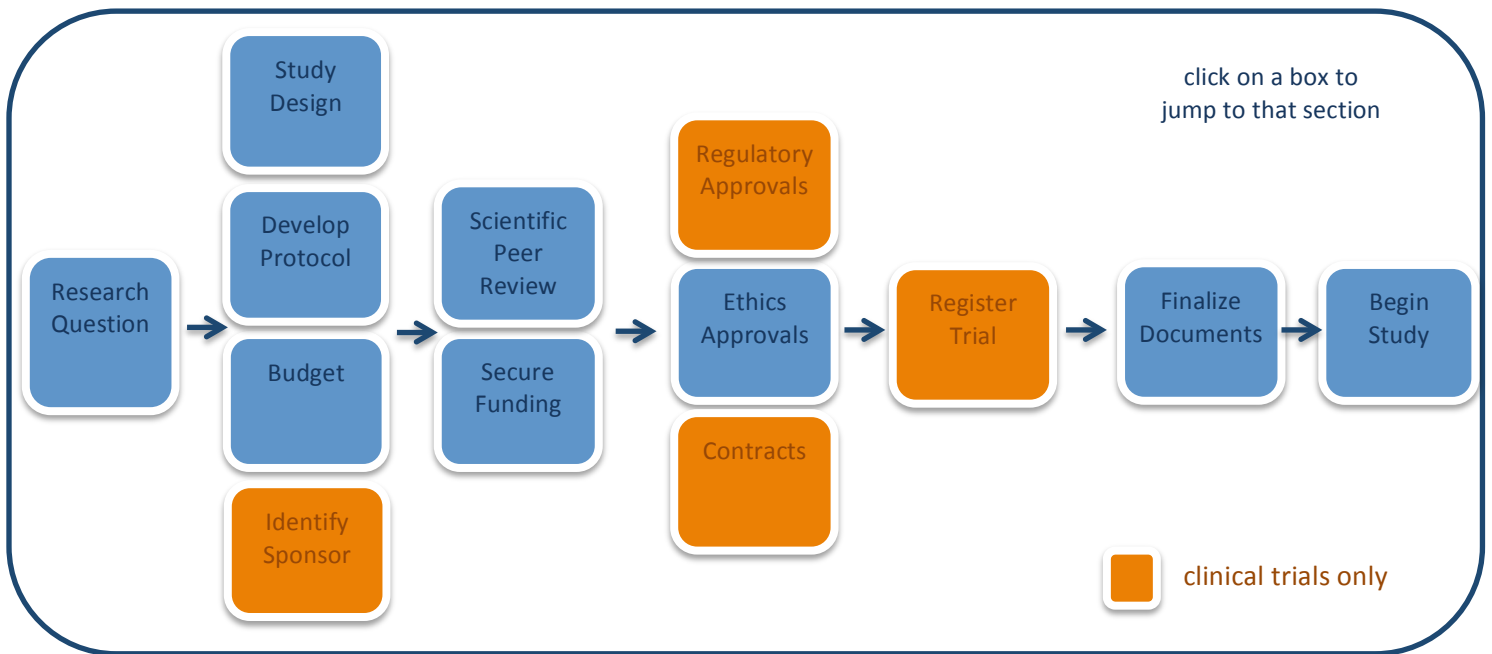 Research
Question
Study
Design
Develop
Protocol
Budget
Identify
Sponsor
Scientific
Peer
Review
Secure
Funding
Regulatory
Approvals
Ethics
Approvals
Contracts
Register
Trial
Finalize
Documents
Begin
Study
click on a box to
jump to that section
clinical trials only